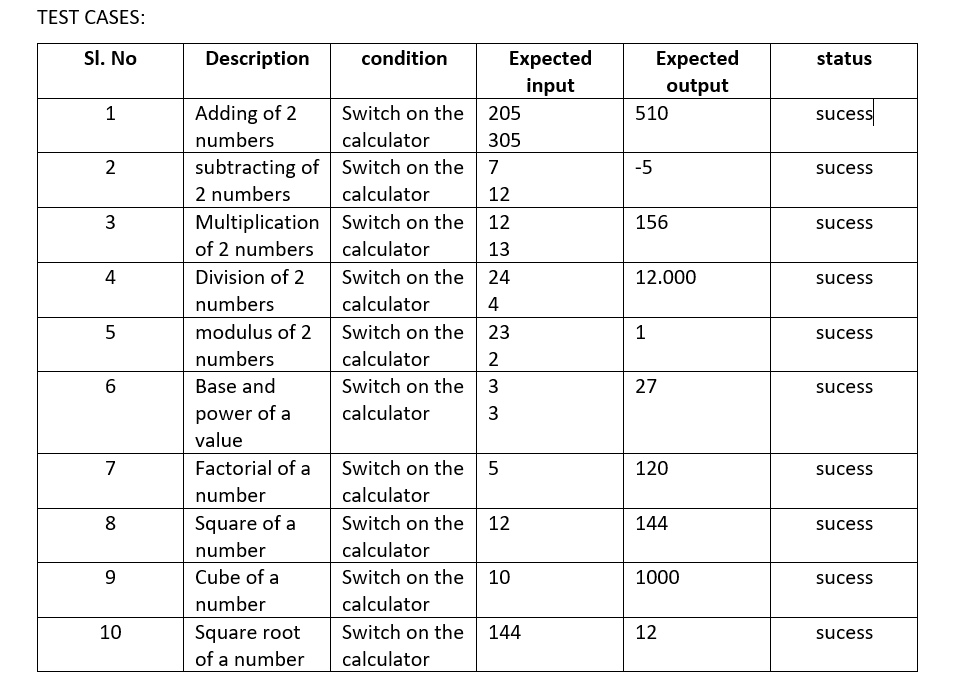 TEST CASES:
Sl. No Description condition Expected input Expected output status
1 Adding of 2 numbers Switch on the calculator 205 305 510 sucess
2 subtracting of 2 numbers Switch on the calculator 7 12 -5 sucess
3 Multiplication of 2 numbers Switch on the calculator 12 13 156 sucess
4 Division of 2 numbers Switch on the calculator 24 4 12.000 sucess
5 modulus of 2 numbers Switch on the calculator 23 2 1 sucess
6 Base and power of a value Switch on the calculator 3 3 27 sucess
7 Factorial of a number Switch on the calculator 5 120 sucess
8 Square of a number Switch on the calculator 12 144 sucess
9 Cube of a number Switch on the calculator 10 1000 sucess
10 Square root of a number Switch on the calculator 144 12 sucess